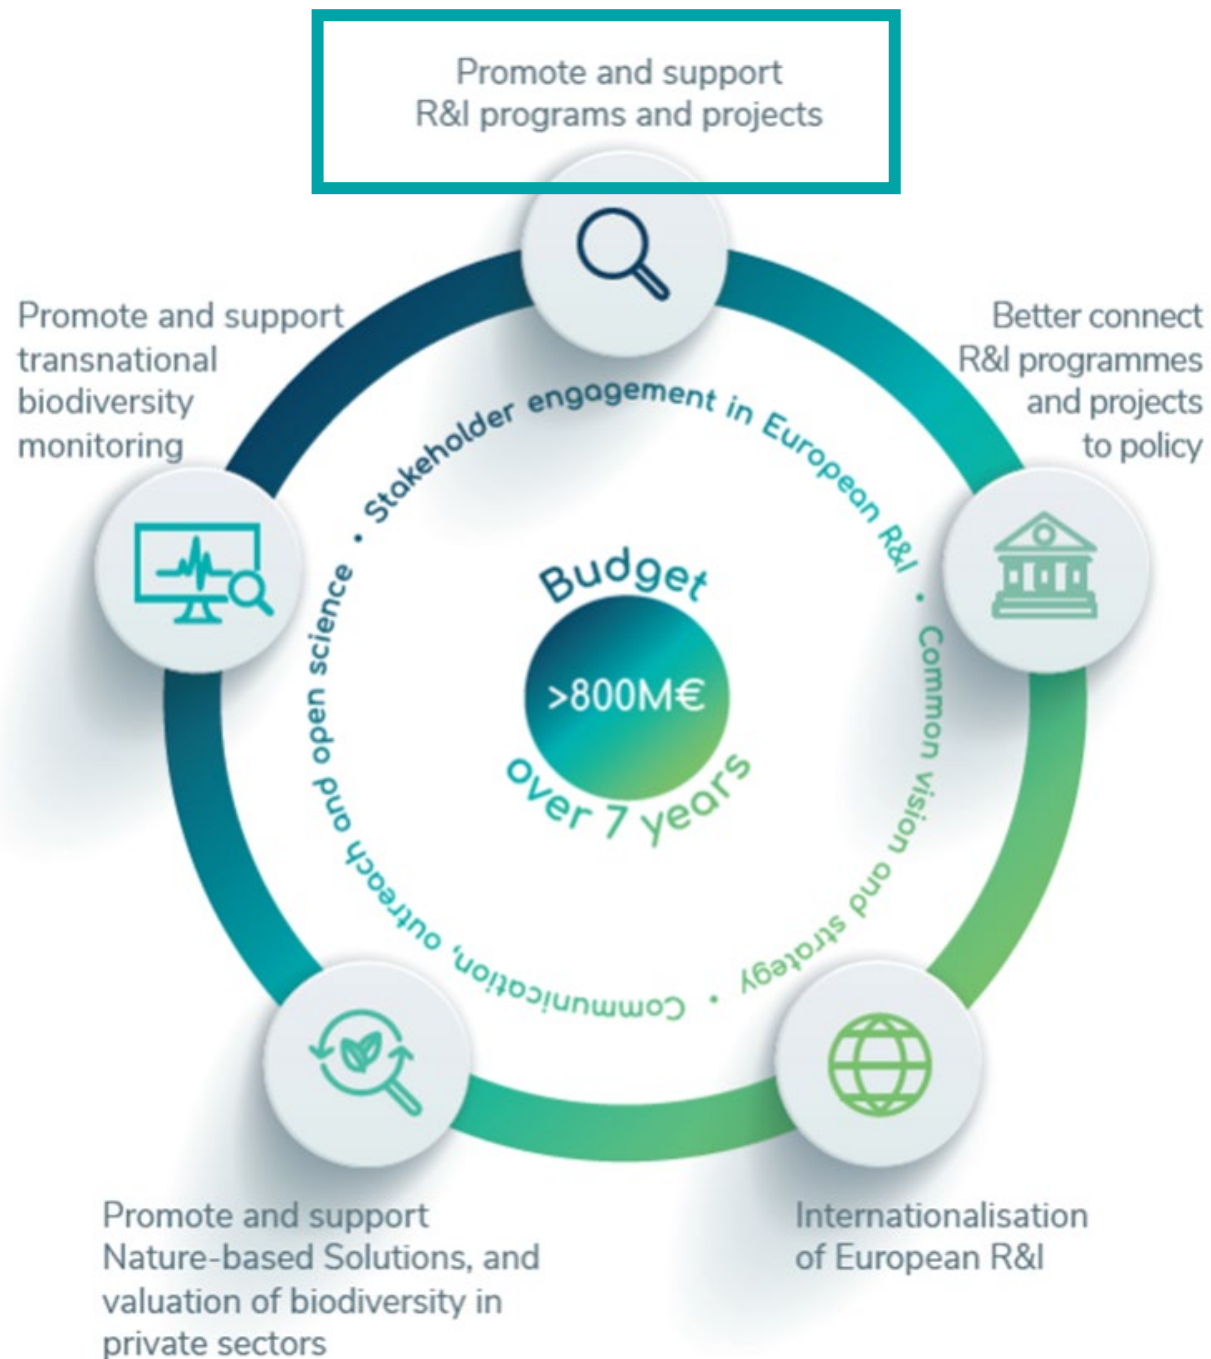 Promote and support
R&I programs and projects
Promote and support
transnational
biodiversity
monitoring
Better connect
R&I programmes
and projects
to policy
Stakeholder engagement in European R&I • Common vision and strategy • Communication, outreach and open science •
Budget
>800M€
over 7 years
Promote and support
Nature-based Solutions, and
valuation of biodiversity in
private sectors
Internationalisation
of European R&I